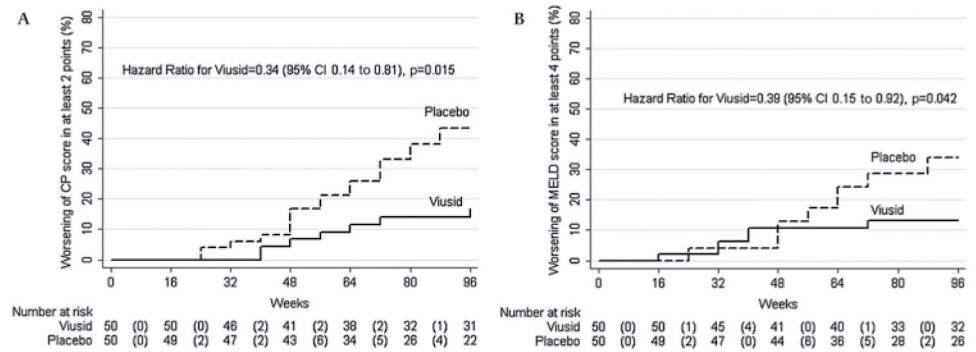 A
Worsening of CP score in at least 2 points (%)
80
70
60
50
40
30
20
10
0
Hazard Ratio for Viusid=0.34 (95% CI 0.14 to 0.81), p=0.015
Placebo
Viusid
0 16 32 48 64 80 96
Weeks
Number at risk
Viusid 50 (0) 50 (0) 46 (2) 41 (2) 38 (2) 32 (1) 31
Placebo 50 (0) 49 (2) 47 (2) 43 (6) 34 (5) 26 (4) 22
B
Worsening of MELD score in at least 4 points (%)
80
70
60
50
40
30
20
10
0
Hazard Ratio for Viusid=0.39 (95% CI 0.15 to 0.92), p=0.042
Placebo
Viusid
0 16 32 48 64 80 96
Weeks
Number at risk
Viusid 50 (0) 50 (1) 45 (4) 41 (0) 40 (1) 33 (0) 32
Placebo 50 (0) 49 (2) 47 (0) 44 (6) 36 (5) 28 (2) 26